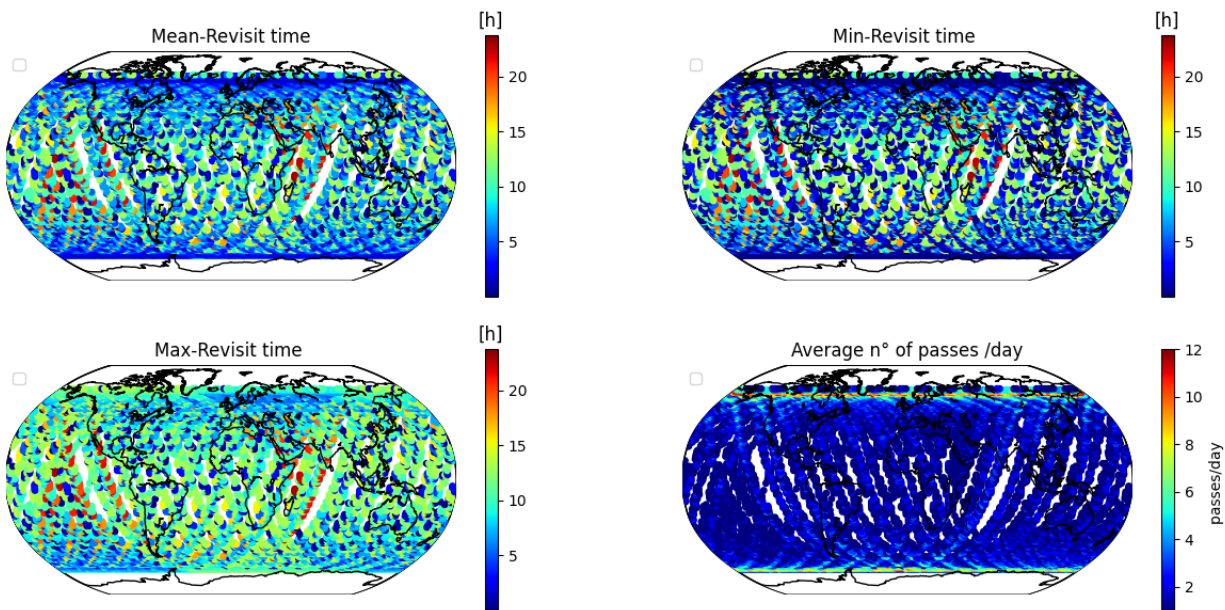 Mean-Revisit time
[h]
20
15
10
5
Min-Revisit time
[h]
20
15
10
5
Max-Revisit time
[h]
20
15
10
5
Average n° of passes /day
12
10
8
6
4
2
passes/day